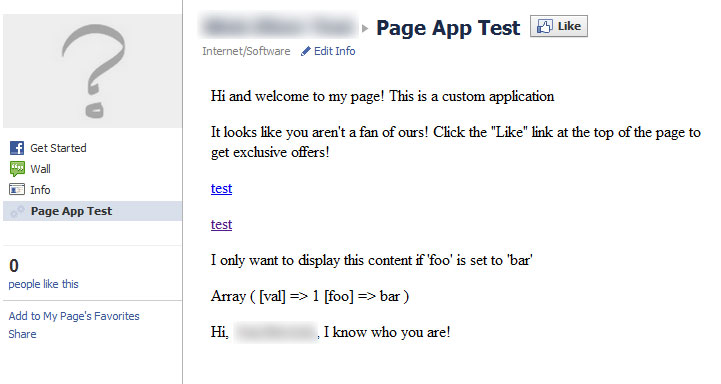 Page App Test
Like
Internet/Software
Edit Info
Get Started
Wall
Info
Page App Test
0
people like this
Add to My Page's Favorites
Share
Hi and welcome to my page! This is a custom application
It looks like you aren't a fan of ours! Click the "Like" link at the top of the page to
get exclusive offers!
test
test
I only want to display this content if 'foo' is set to 'bar'
Array ( [val] => 1 [foo] => bar )
Hi, , I know who you are!